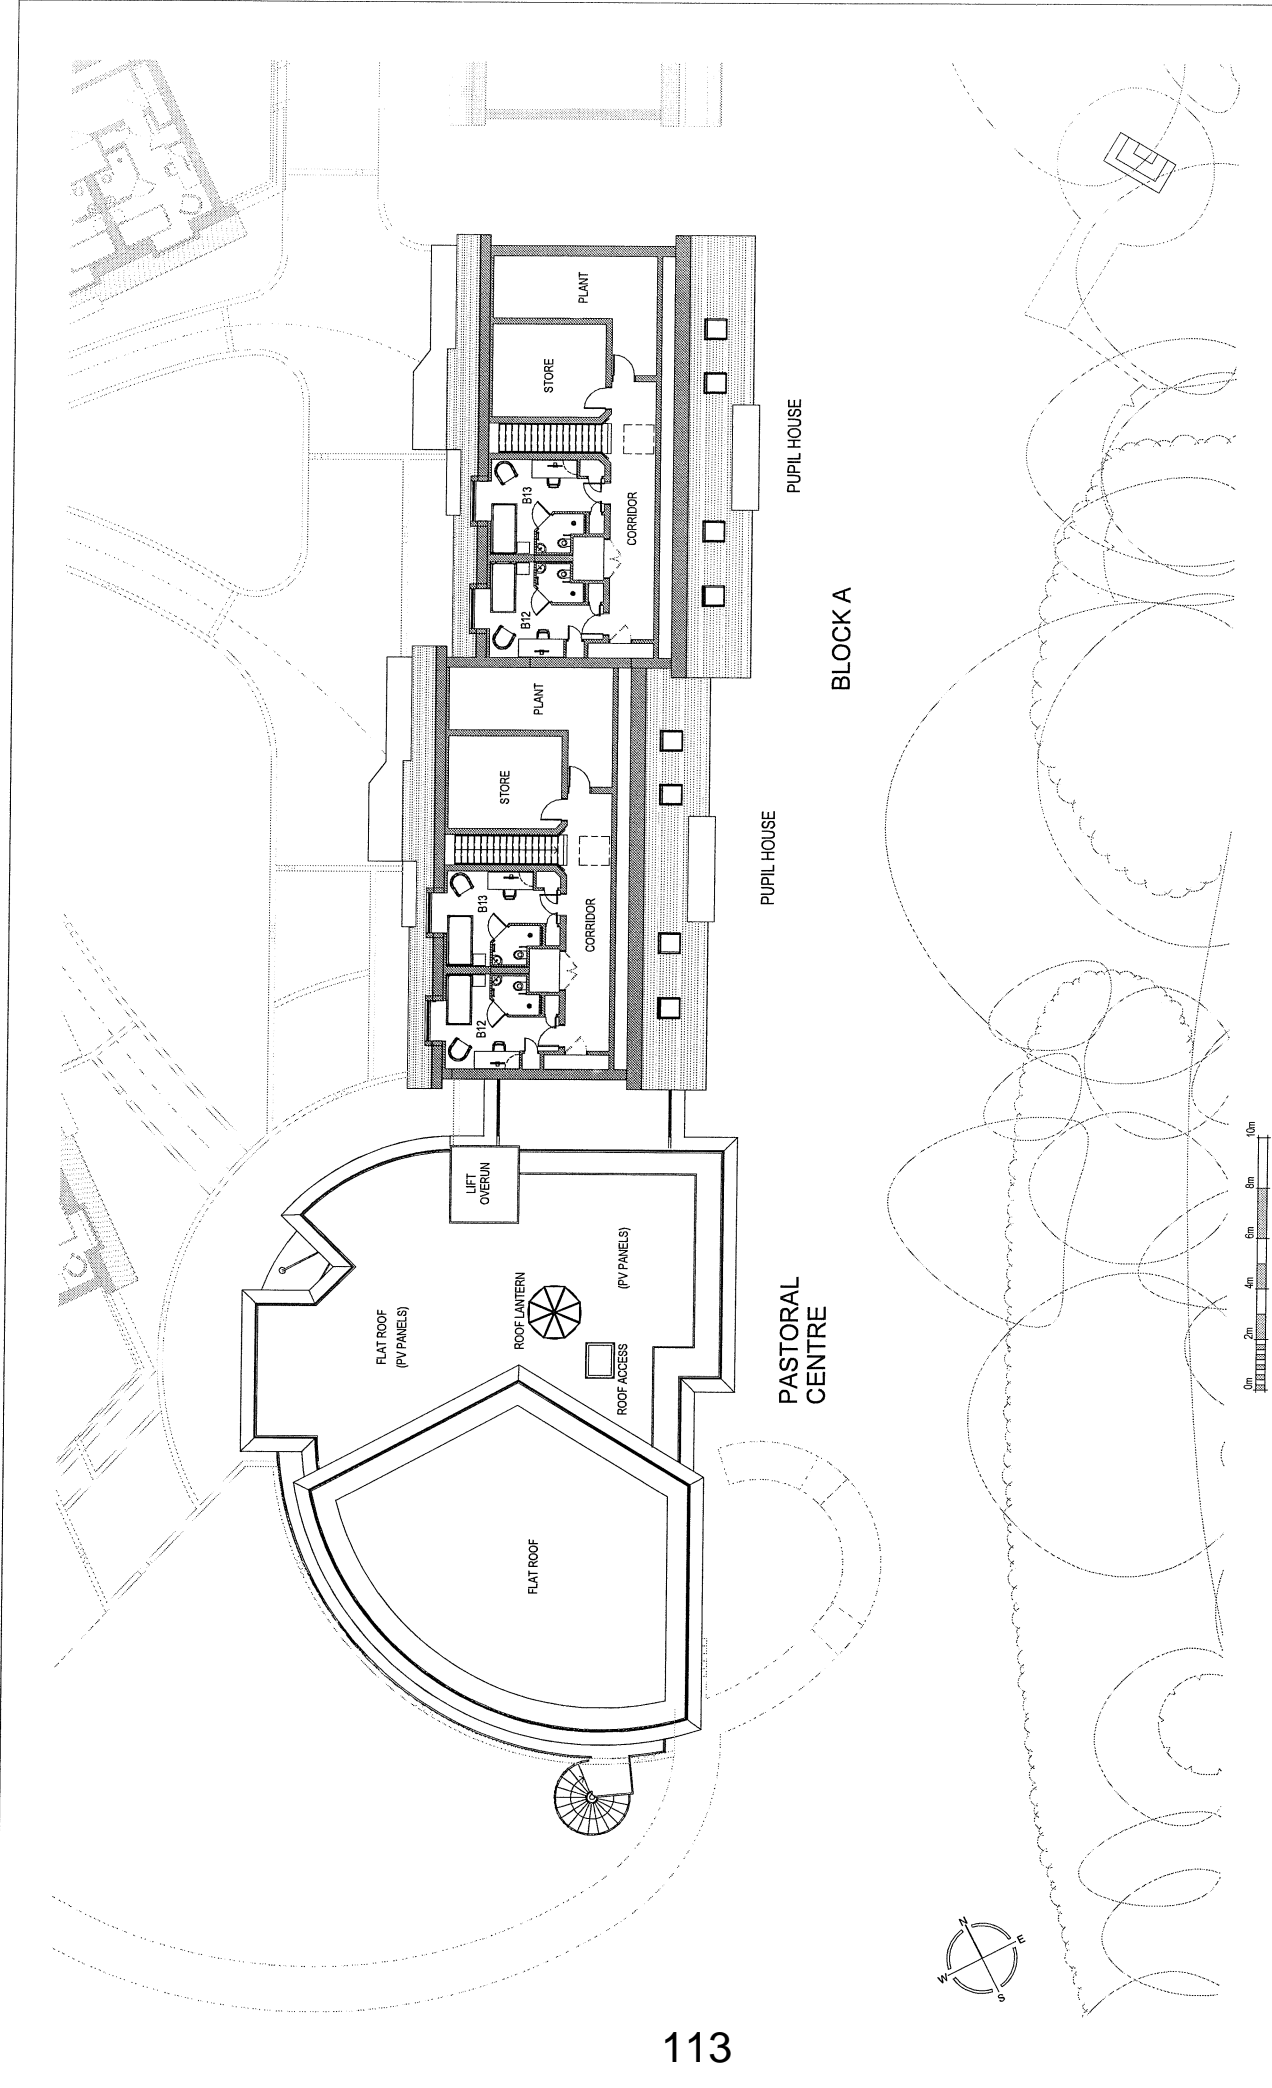 PLANT
STORE
PUPIL HOUSE
B13
CORRIDOR
B12
BLOCK A
PLANT
STORE
PUPIL HOUSE
B13
CORRIDOR
B12
LIFT
OVERUN
(PV PANELS)
ROOF LANTERN
FLAT ROOF
(PV PANELS)
ROOF ACCESS
PASTORAL
CENTRE
FLAT ROOF
0m 2m 4m 6m 8m 10m
N
E
S
W
113